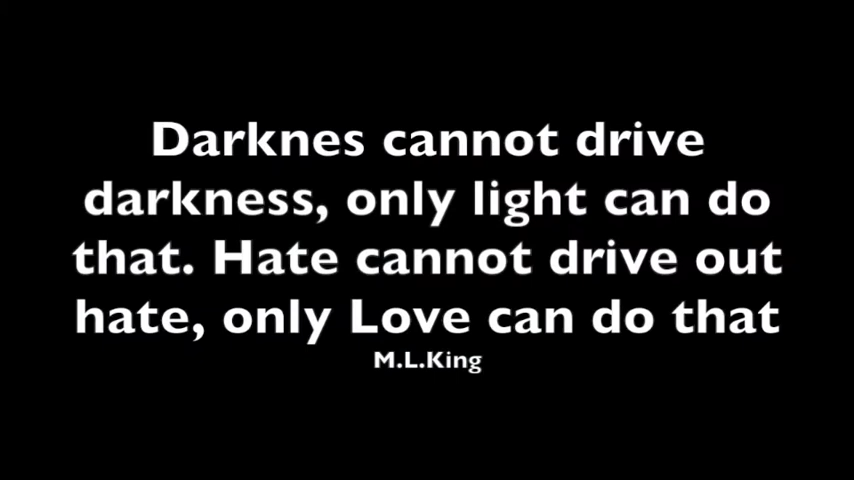 Darknes cannot drive
darkness, only light can do
that. Hate cannot drive out
hate, only Love can do that
M.L.King